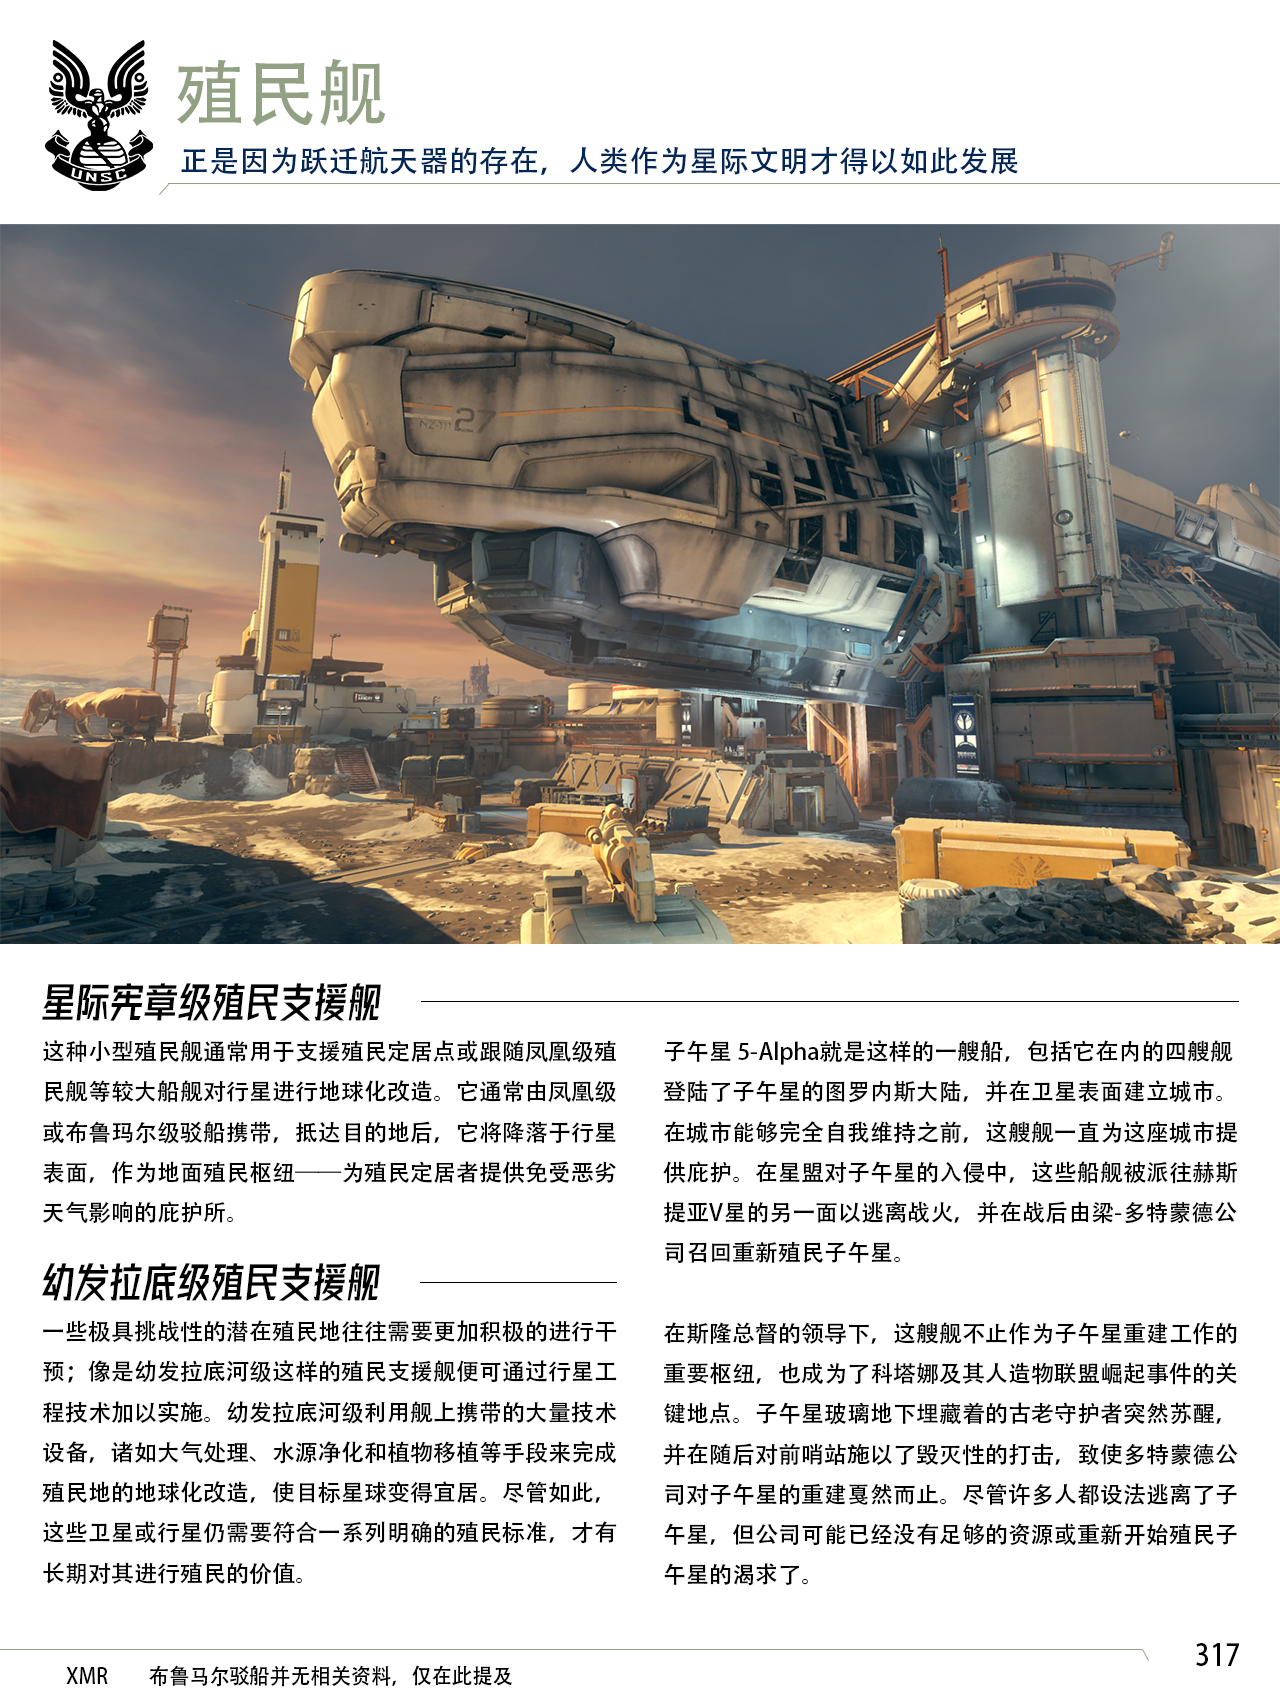 殖民舰
UNSC
正是因为跃迁航天器的存在，人类作为星际文明才得以如此发展
NZ-111 27
星际宪章级殖民支援舰
这种小型殖民舰通常用于支援殖民定居点或跟随凤凰级殖
民舰等较大船舰对行星进行地球化改造。它通常由凤凰级
或布鲁玛尔级驳船携带，抵达目的地后，它将降落于行星
表面，作为地面殖民枢纽——为殖民定居者提供免受恶劣
天气影响的庇护所。
幼发拉底级殖民支援舰
一些极具挑战性的潜在殖民地往往需要更加积极的进行干
预；像是幼发拉底河级这样的殖民支援舰便可通过行星工
程技术加以实施。幼发拉底河级利用舰上携带的大量技术
设备，诸如大气处理、水源净化和植物移植等手段来完成
殖民地的地球化改造，使目标星球变得宜居。尽管如此，
这些卫星或行星仍需要符合一系列明确的殖民标准，才有
长期对其进行殖民的价值。
子午星 5-Alpha就是这样的一艘船，包括它在内的四艘舰
登陆了子午星的图罗内斯大陆，并在卫星表面建立城市。
在城市能够完全自我维持之前，这艘舰一直为这座城市提
供庇护。在星盟对子午星的入侵中，这些船舰被派往赫斯
提亚V星的另一面以逃离战火，并在战后由梁-多特蒙德公
司召回重新殖民子午星。
在斯隆总督的领导下，这艘舰不止作为子午星重建工作的
重要枢纽，也成为了科塔娜及其人造物联盟崛起事件的关
键地点。子午星玻璃地下埋藏着的古老守护者突然苏醒，
并在随后对前哨站施以了毁灭性的打击，致使多特蒙德公
司对子午星的重建戛然而止。尽管许多人都设法逃离了子
午星，但公司可能已经没有足够的资源或重新开始殖民子
午星的渴求了。
317
XMR 布鲁马尔驳船并无相关资料，仅在此提及